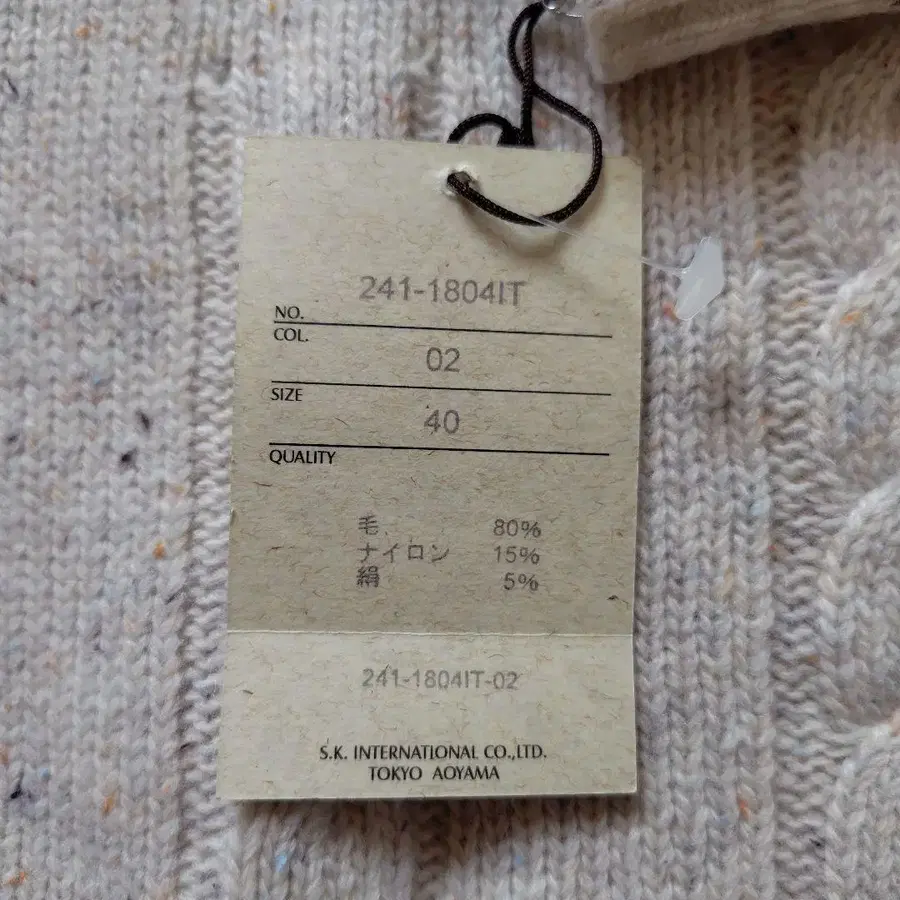 241-1804IT
NO.
COL.
02
SIZE
40
QUALITY
毛 80%
ナイロン 15%
絹 5%
241-1804IT-02
S.K. INTERNATIONAL CO.,LTD.
TOKYO AOYAMA